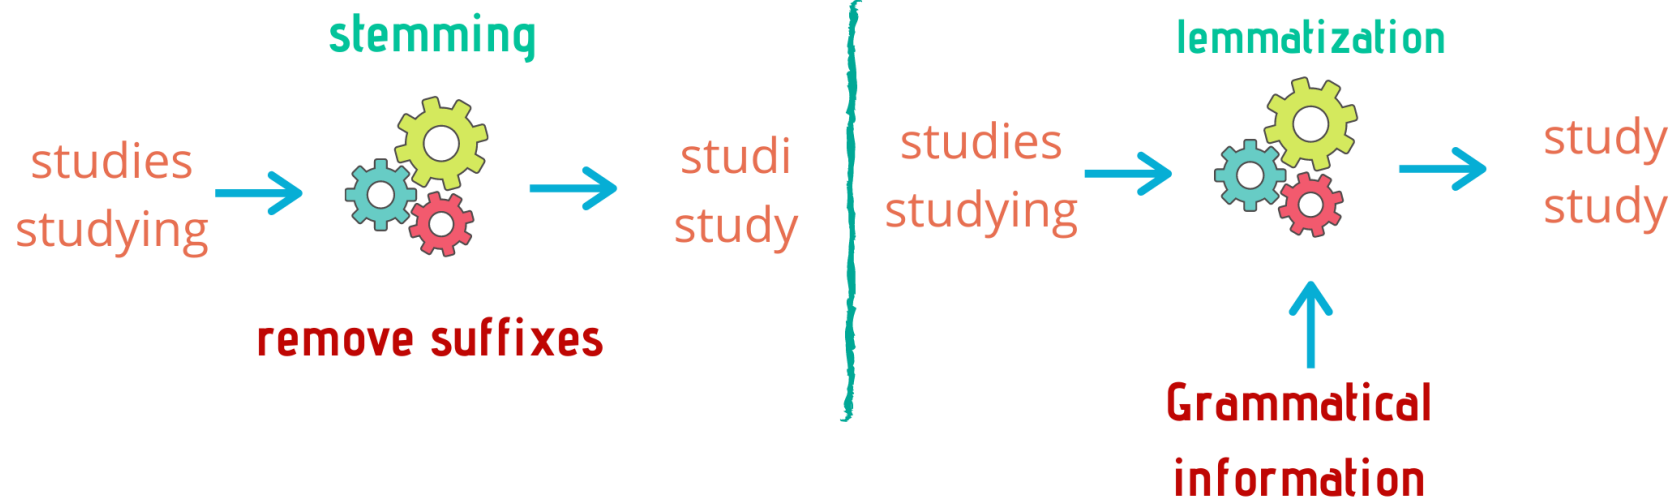 stemming
studies
studying
studi
study
remove suffixes
lemmatization
studies
studying
study
study
Grammatical
information